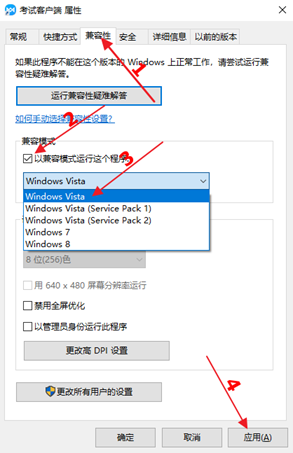 考试客户端 属性
常规 快捷方式 兼容性 安全 详细信息 以前的版本
如果此程序不能在这个版本的 Windows 上正常工作，请尝试运行兼
容性疑难解答。
运行兼容性疑难解答
如何手动选择兼容性设置?
兼容模式
以兼容模式运行这个程序:
Windows Vista
Windows Vista
Windows Vista (Service Pack 1)
Windows Vista (Service Pack 2)
Windows 7
Windows 8
8 位(256)色
用 640 x 480 屏幕分辨率运行
禁用全屏优化
以管理员身份运行此程序
更改高 DPI 设置
更改所有用户的设置
确定 取消 应用(A)
1
2
3
4